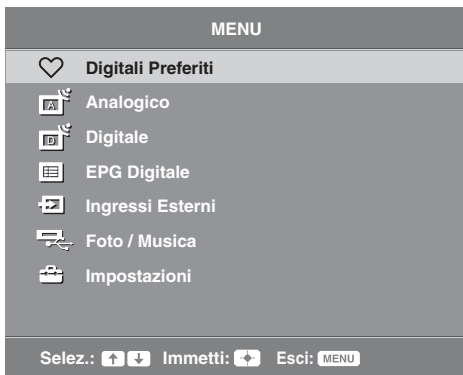 MENU
Digitali Preferiti
A Analogico
D Digitale
EPG Digitale
Ingressi Esterni
Foto / Musica
Impostazioni
Selez.: ↑ ↓ Immetti: Esci: MENU